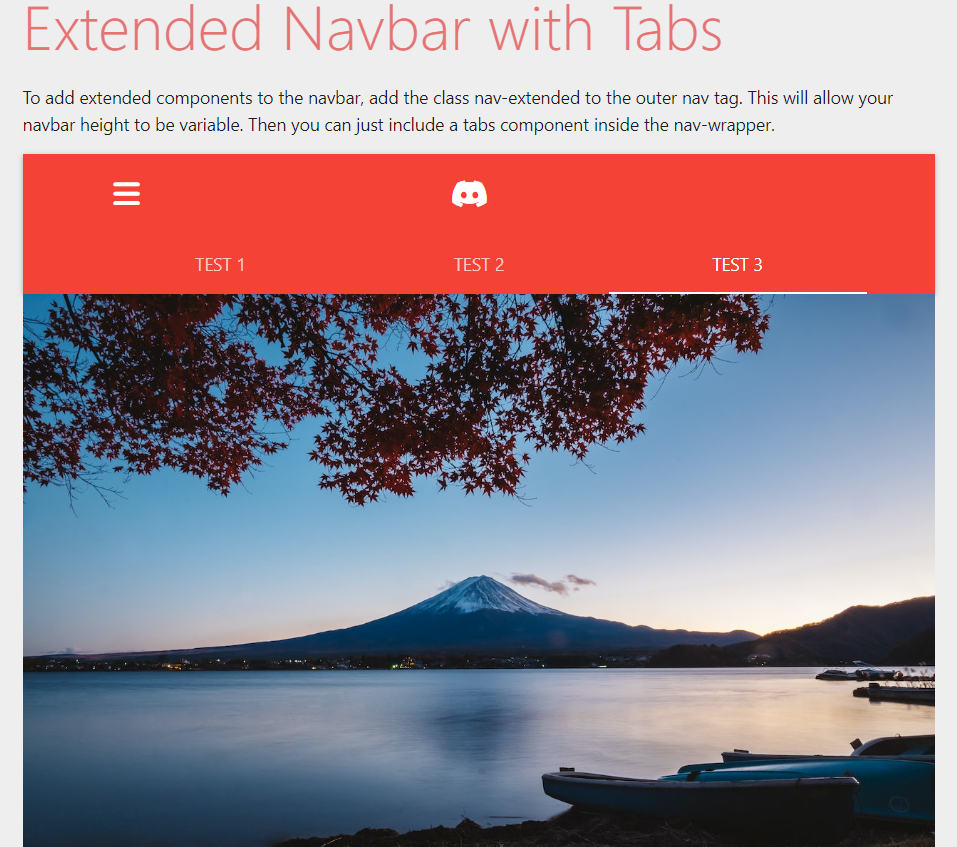 Extended Navbar with Tabs
To add extended components to the navbar, add the class nav-extended to the outer nav tag. This will allow your
navbar height to be variable. Then you can just include a tabs component inside the nav-wrapper.
TEST 1 TEST 2 TEST 3